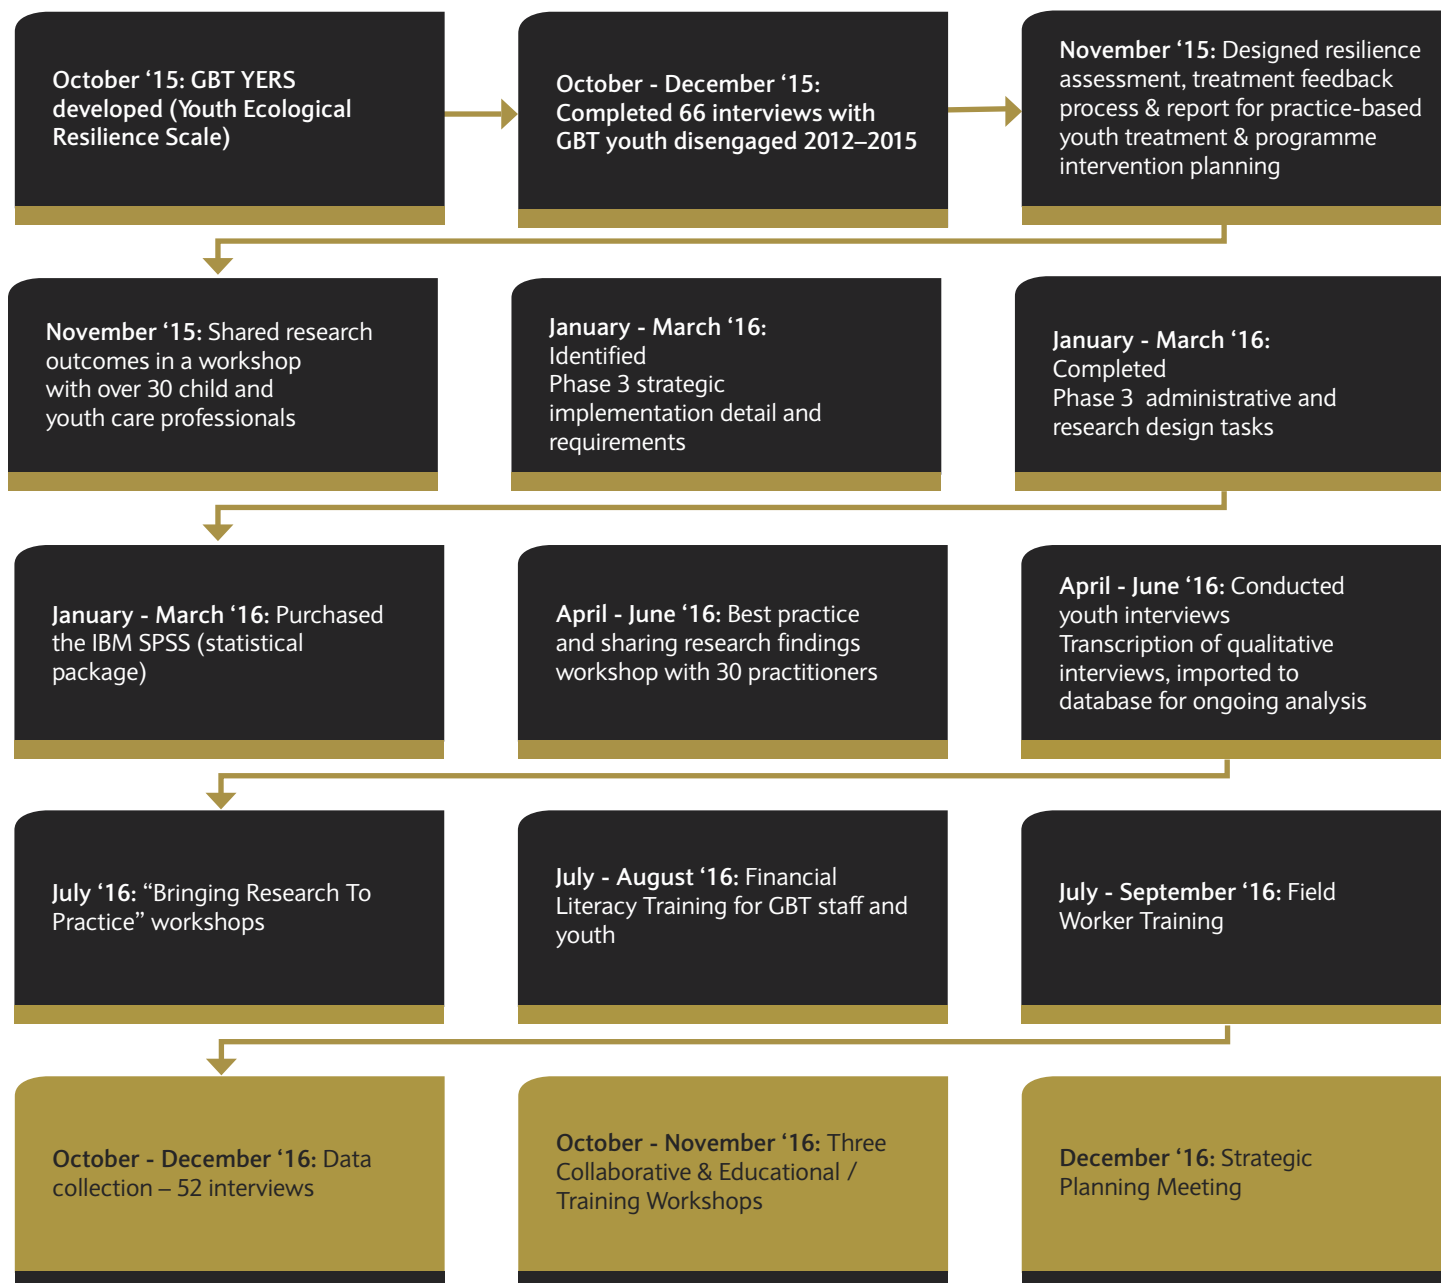 October ‘15: GBT YERS
developed (Youth Ecological
Resilience Scale)
October - December ‘15:
Completed 66 interviews with
GBT youth disengaged 2012–2015
November ‘15: Designed resilience
assessment, treatment feedback
process & report for practice-based
youth treatment & programme
intervention planning
November ‘15: Shared research
outcomes in a workshop
with over 30 child and
youth care professionals
January - March ‘16:
Identified
Phase 3 strategic
implementation detail and
requirements
January - March ‘16:
Completed
Phase 3 administrative and
research design tasks
January - March ‘16: Purchased
the IBM SPSS (statistical
package)
April - June ‘16: Best practice
and sharing research findings
workshop with 30 practitioners
April - June ‘16: Conducted
youth interviews
Transcription of qualitative
interviews, imported to
database for ongoing analysis
July ‘16: “Bringing Research To
Practice” workshops
July - August ‘16: Financial
Literacy Training for GBT staff and
youth
July - September ‘16: Field
Worker Training
October - December ‘16: Data
collection – 52 interviews
October - November ‘16: Three
Collaborative & Educational /
Training Workshops
December ‘16: Strategic
Planning Meeting